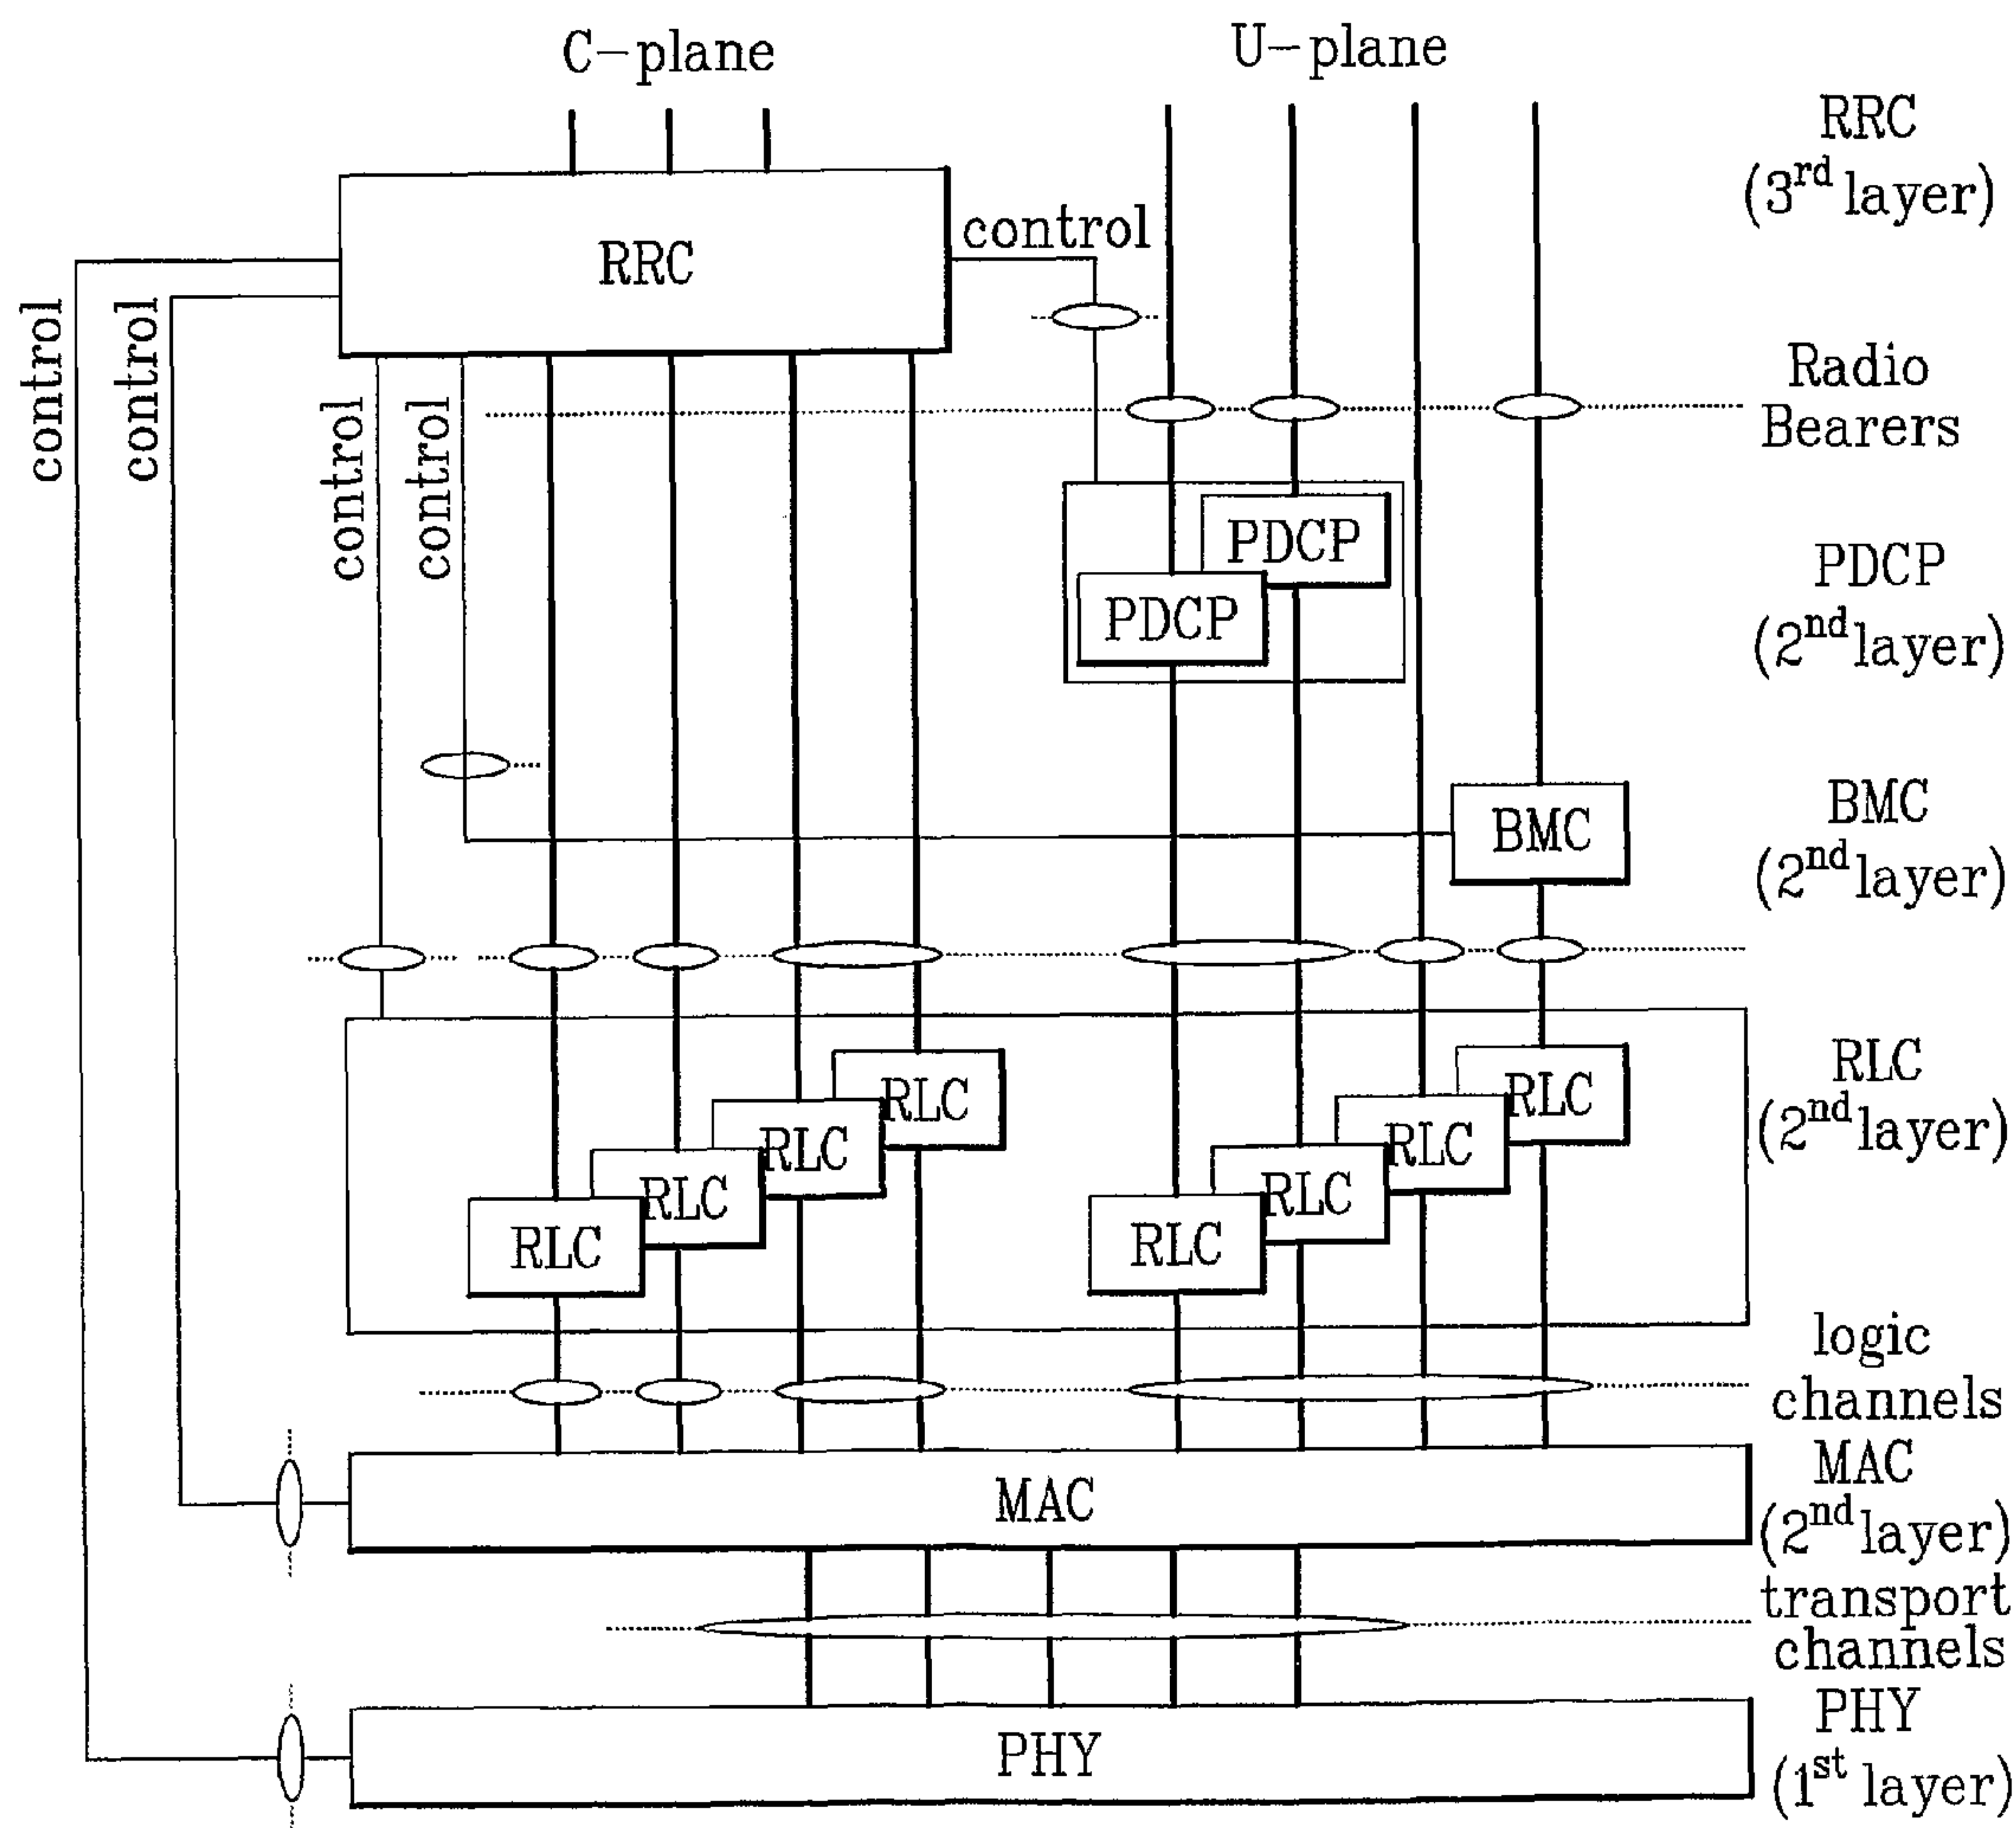 C-plane
U-plane
RRC
(3rd layer)
RRC
control
control
control
control
control
Radio
Bearers
PDCP
PDCP
PDCP
(2nd layer)
BMC
BMC
(2nd layer)
RLC
RLC
RLC
RLC
RLC
RLC
RLC
RLC
RLC
(2nd layer)
logic
channels
MAC
MAC
(2nd layer)
transport
channels
PHY
PHY
(1st layer)